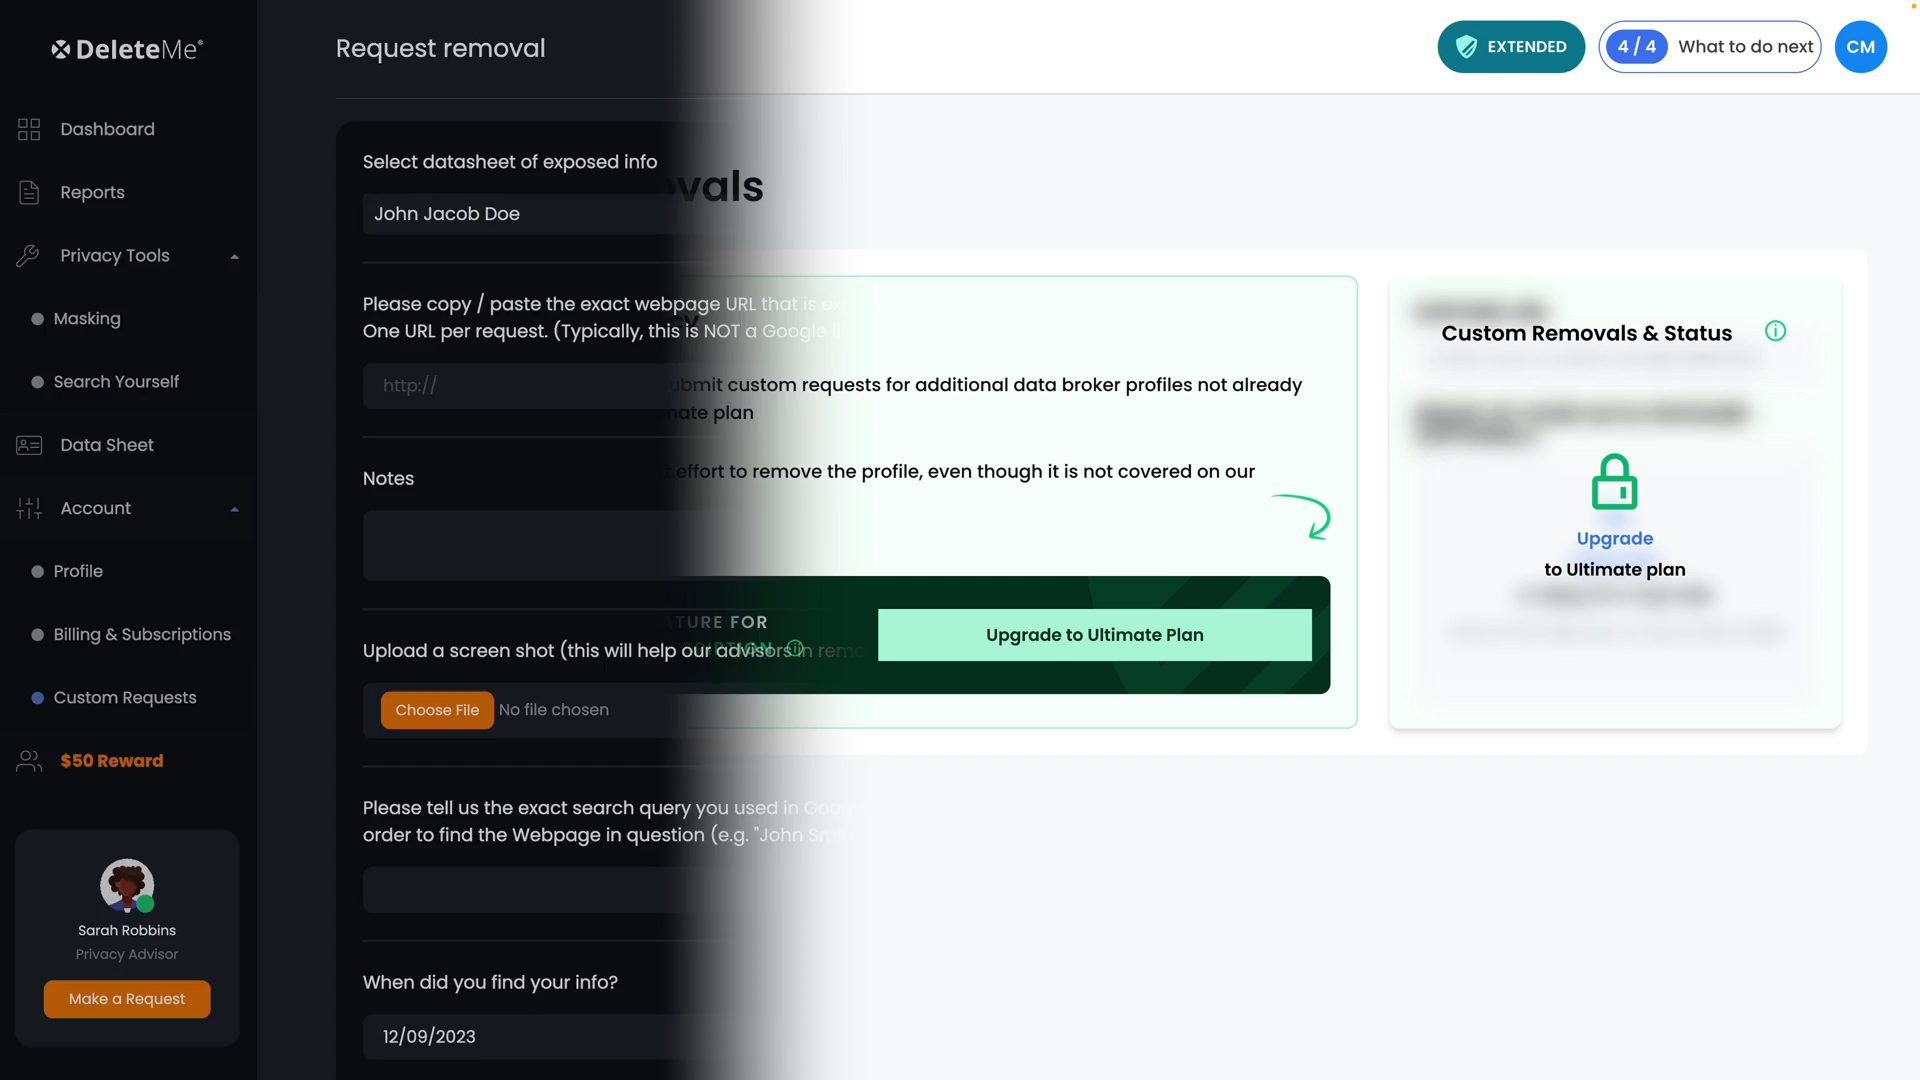 DeleteMe®
Dashboard
Reports
Privacy Tools
Masking
Search Yourself
Data Sheet
Account
Profile
Billing & Subscriptions
Custom Requests
$50 Reward
Sarah Robbins
Privacy Advisor
Make a Request
Request removal
Select datasheet of exposed info
John Jacob Doe
Please copy / paste the exact webpage URL that is
One URL per request. (Typically, this is NOT a Google
http://
Notes
Upload a screen shot (this will help our advisors in
Choose File No file chosen
Please tell us the exact search query you used in
order to find the Webpage in question (e.g. "John
When did you find your info?
12/09/2023
EXTENDED
4 / 4 What to do next
CM
ovals
ubmit custom requests for additional data broker profiles not already
mate plan
effort to remove the profile, even though it is not covered on our
FOR
Upgrade to Ultimate Plan
Custom Removals & Status
Upgrade
to Ultimate plan